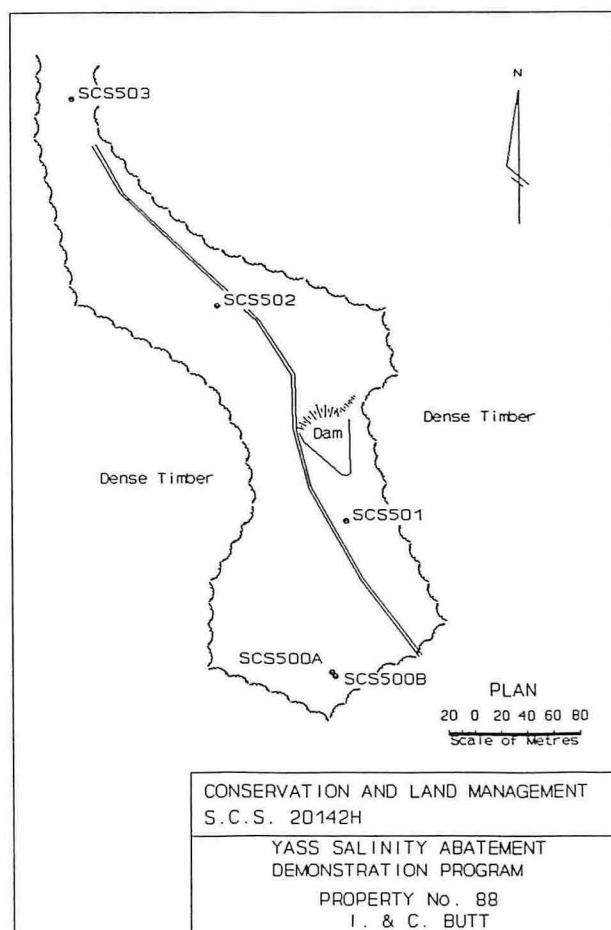 SCS503
N
SCS502
Dam
Dense Timber
Dense Timber
SCS501
SCS500A
SCS500B
PLAN
20 0 20 40 60 80
Scale of Metres
CONSERVATION AND LAND MANAGEMENT
S.C.S. 20142H
YASS SALINITY ABATEMENT
DEMONSTRATION PROGRAM
PROPERTY No. 88
I. & C. BUTT